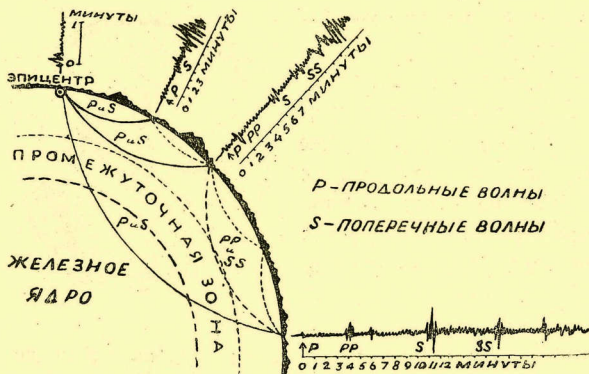 МИНУТЫ
1
0
ЭПИЦЕНТР
P S
0 1 2 3 МИНУТЫ
P PP S SS
0 1 2 3 4 5 6 7 МИНУТЫ
P и S
P и S
P и S
PP и SS
ПРОМЕЖУТОЧНАЯ ЗОНА
ЖЕЛЕЗНОЕ
ЯДРО
P-ПРОДОЛЬНЫЕ ВОЛНЫ
S-ПОПЕРЕЧНЫЕ ВОЛНЫ
P PP S SS
0 1 2 3 4 5 6 7 8 9 10 11 12 МИНУТЫ